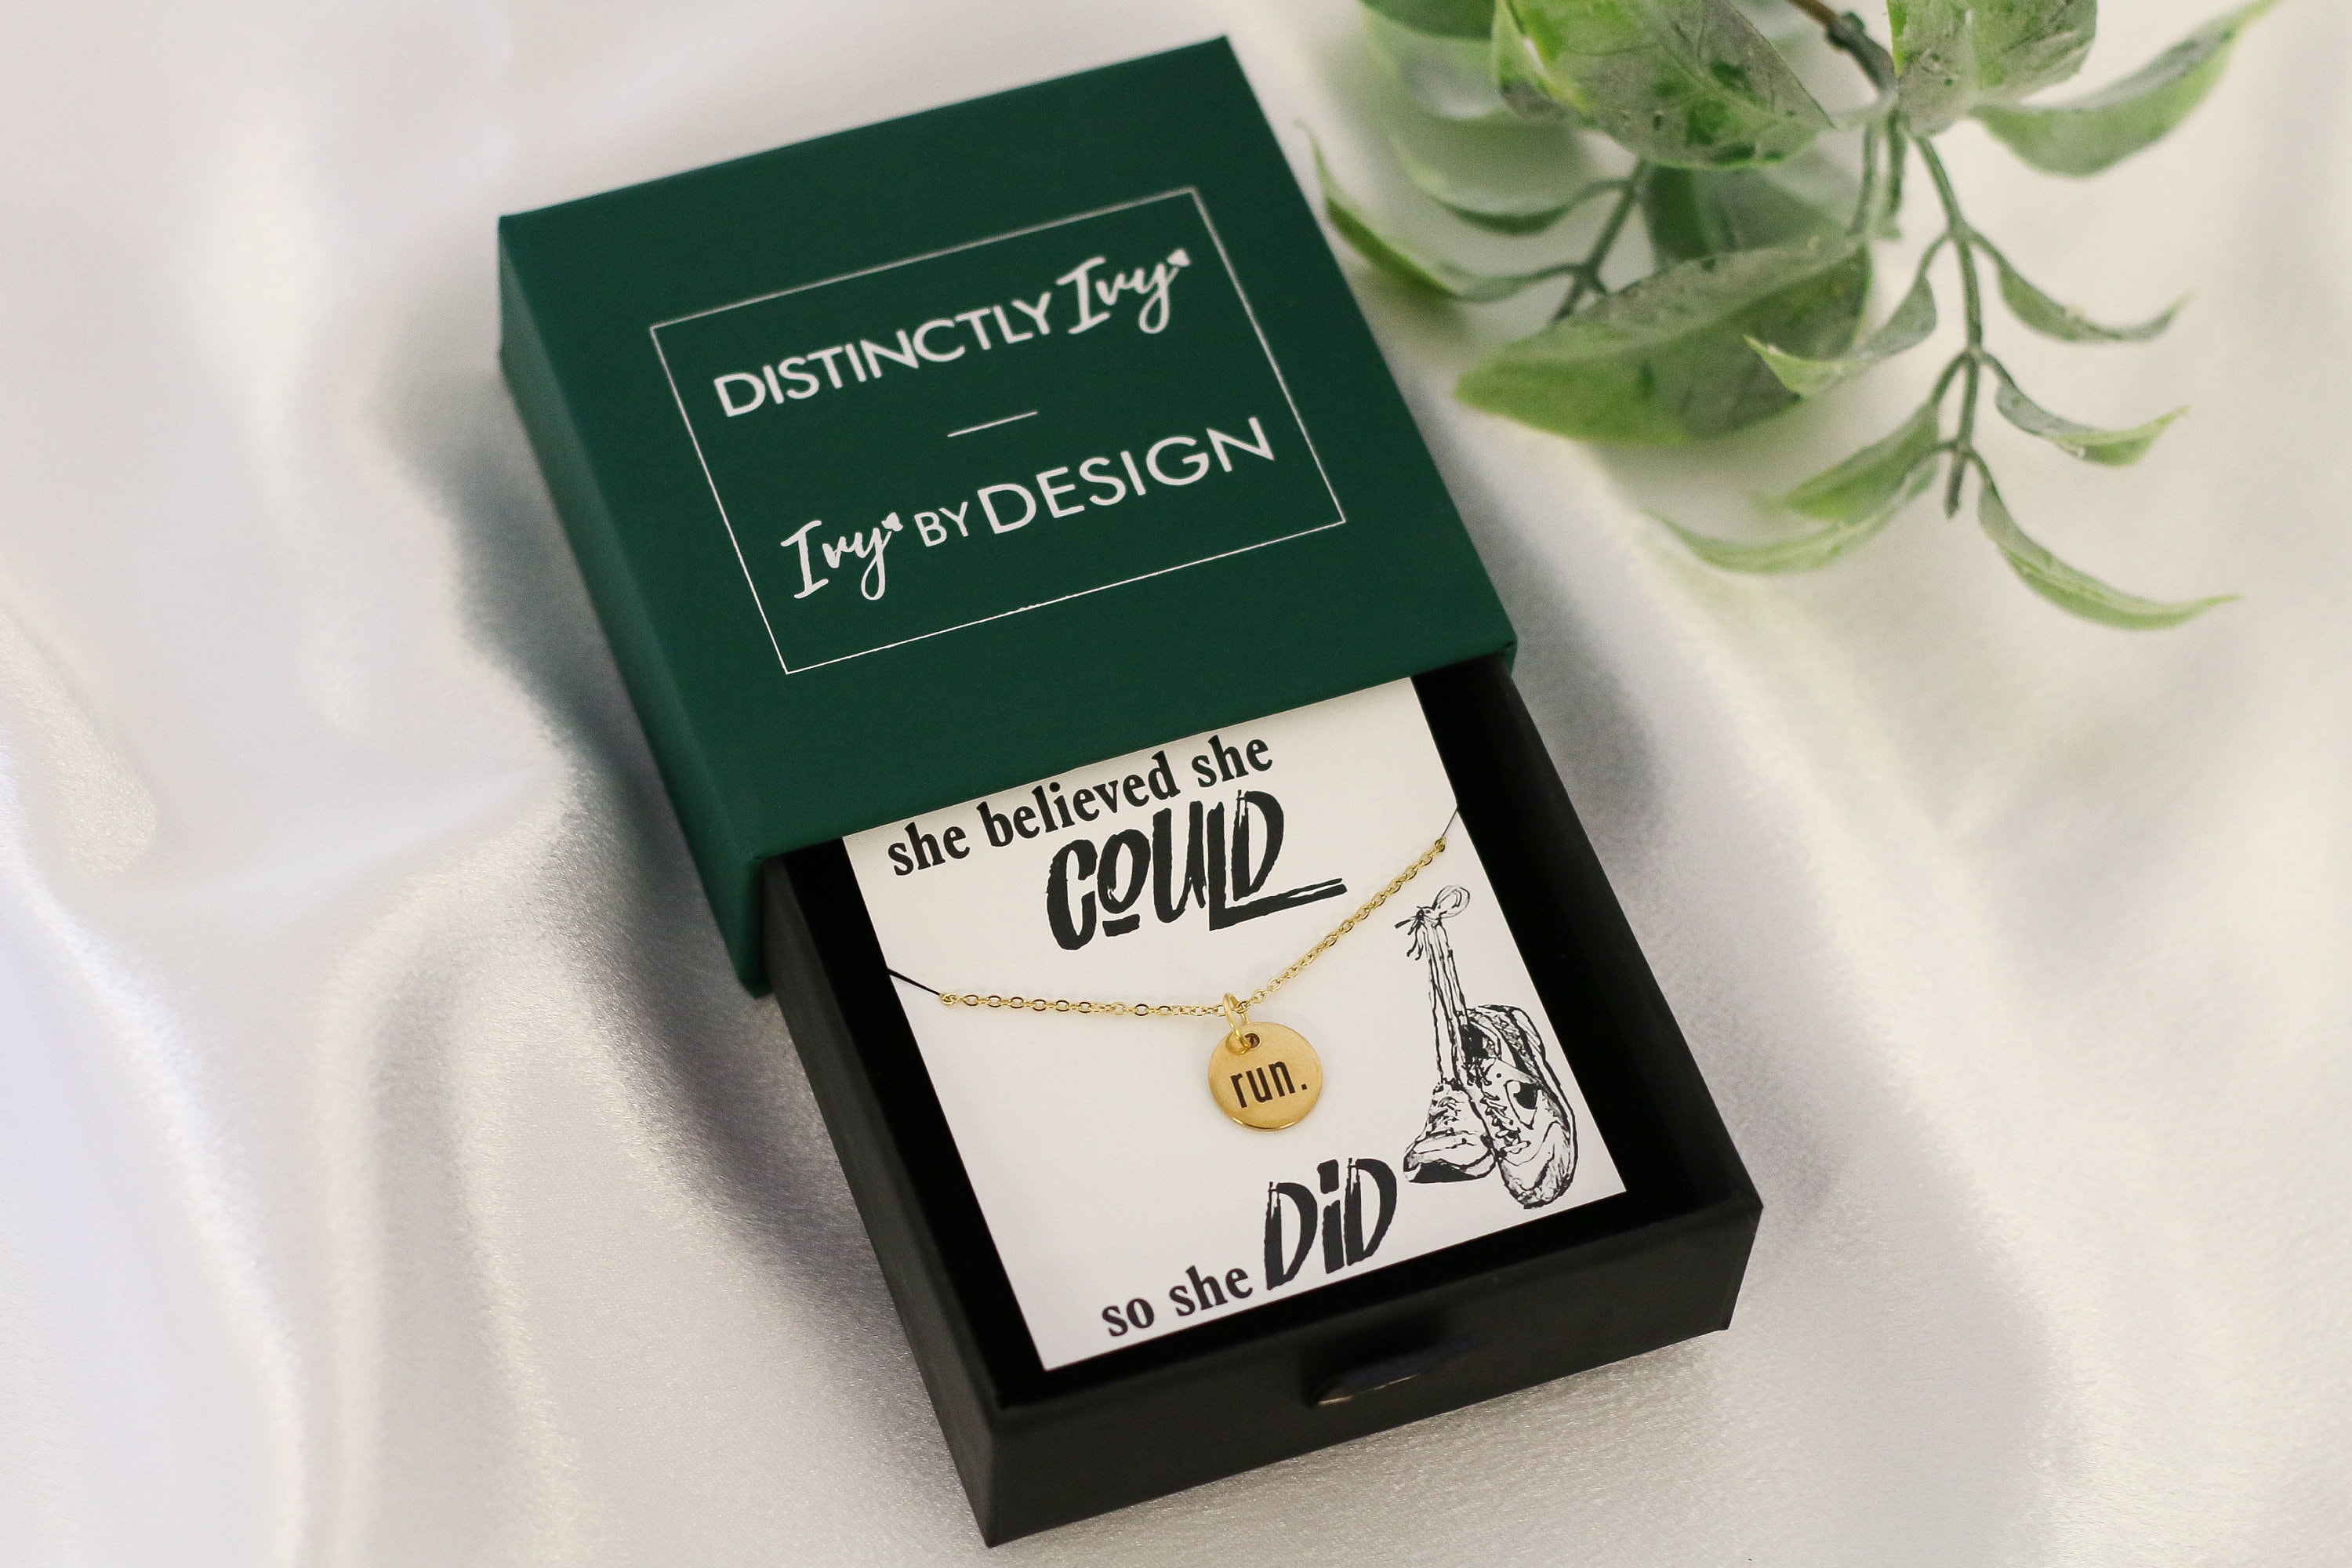 DISTINCTLY Ivy
Ivy BY DESIGN
she believed she
COULD
run.
so she DiD